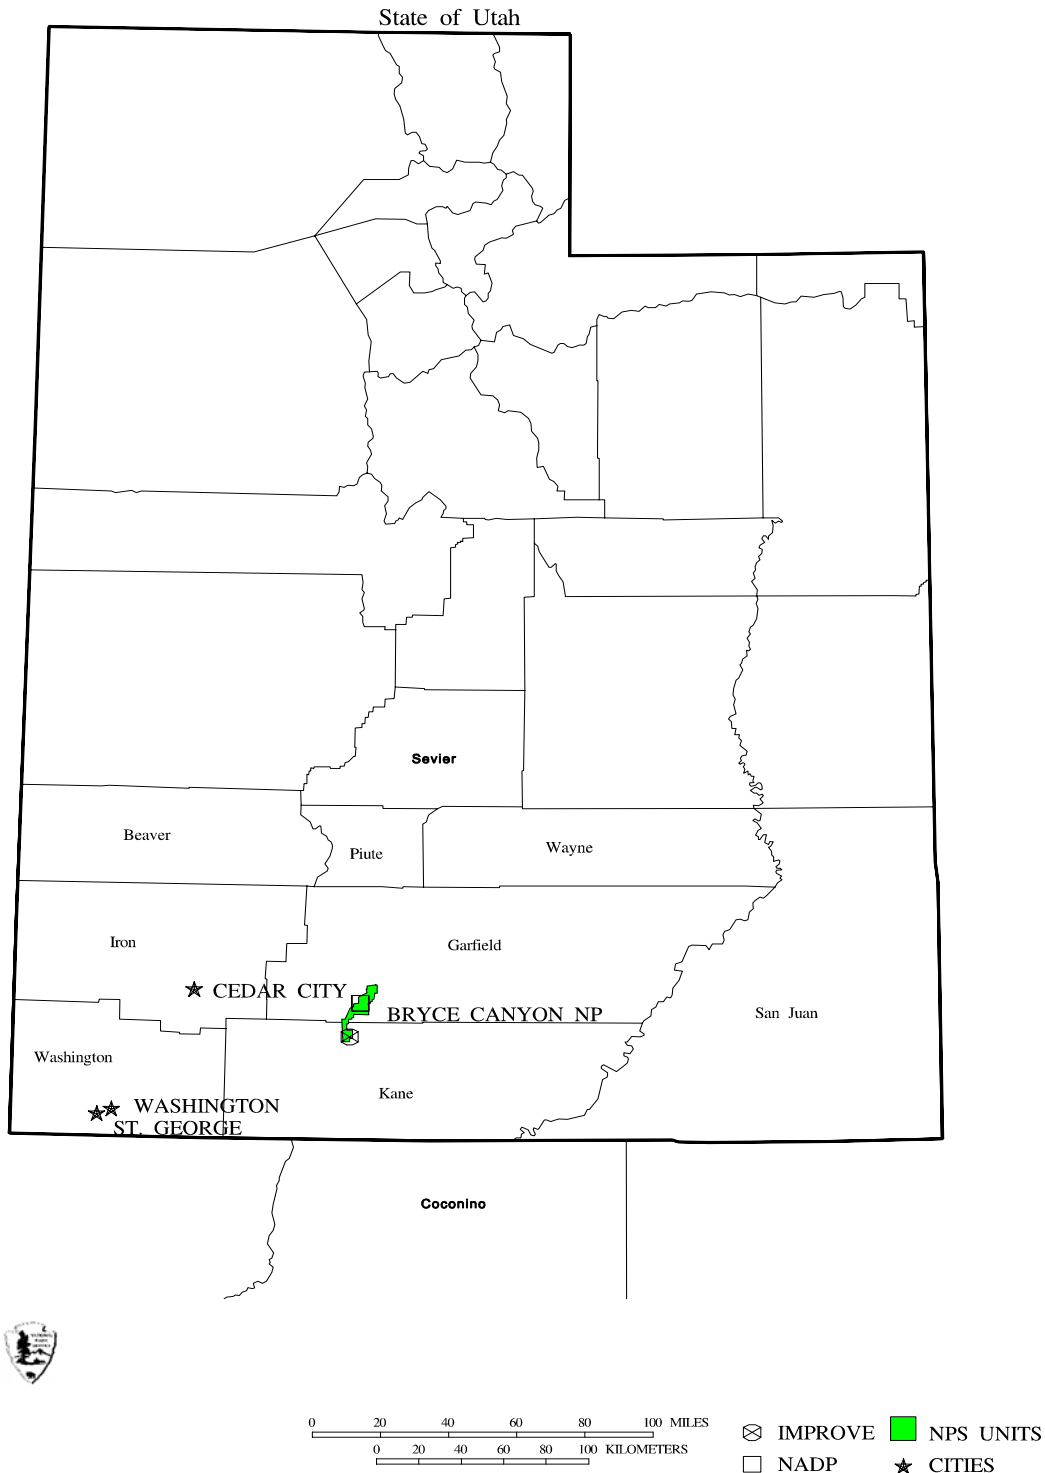 State of Utah
Sevier
Beaver
Piute
Wayne
Iron
Garfield
CEDAR CITY
BRYCE CANYON NP
San Juan
Washington
Kane
WASHINGTON
ST. GEORGE
Coconino
0 20 40 60 80 100 MILES
0 20 40 60 80 100 KILOMETERS
IMPROVE
NPS UNITS
NADP
CITIES